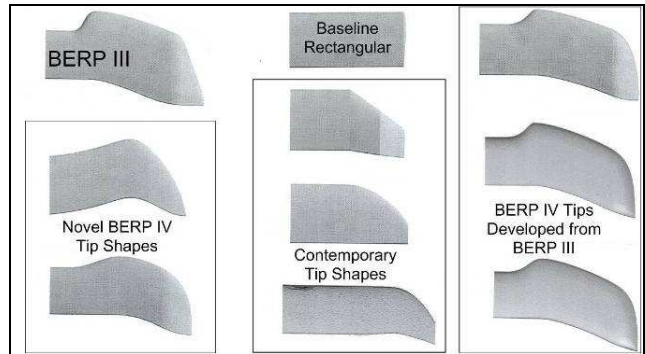 BERP III
Baseline
Rectangular
Novel BERP IV
Tip Shapes
Contemporary
Tip Shapes
BERP IV Tips
Developed from
BERP III